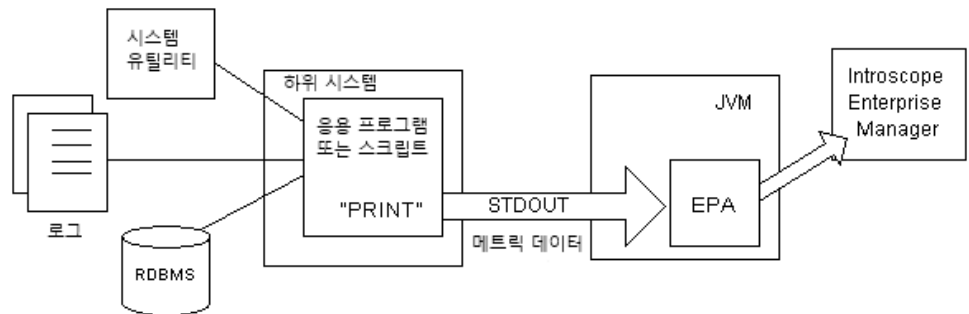 시스템
유틸리티
하위 시스템
응용 프로그램
또는 스크립트
"PRINT"
로그
RDBMS
STDOUT
메트릭 데이터
JVM
EPA
Introscope
Enterprise
Manager